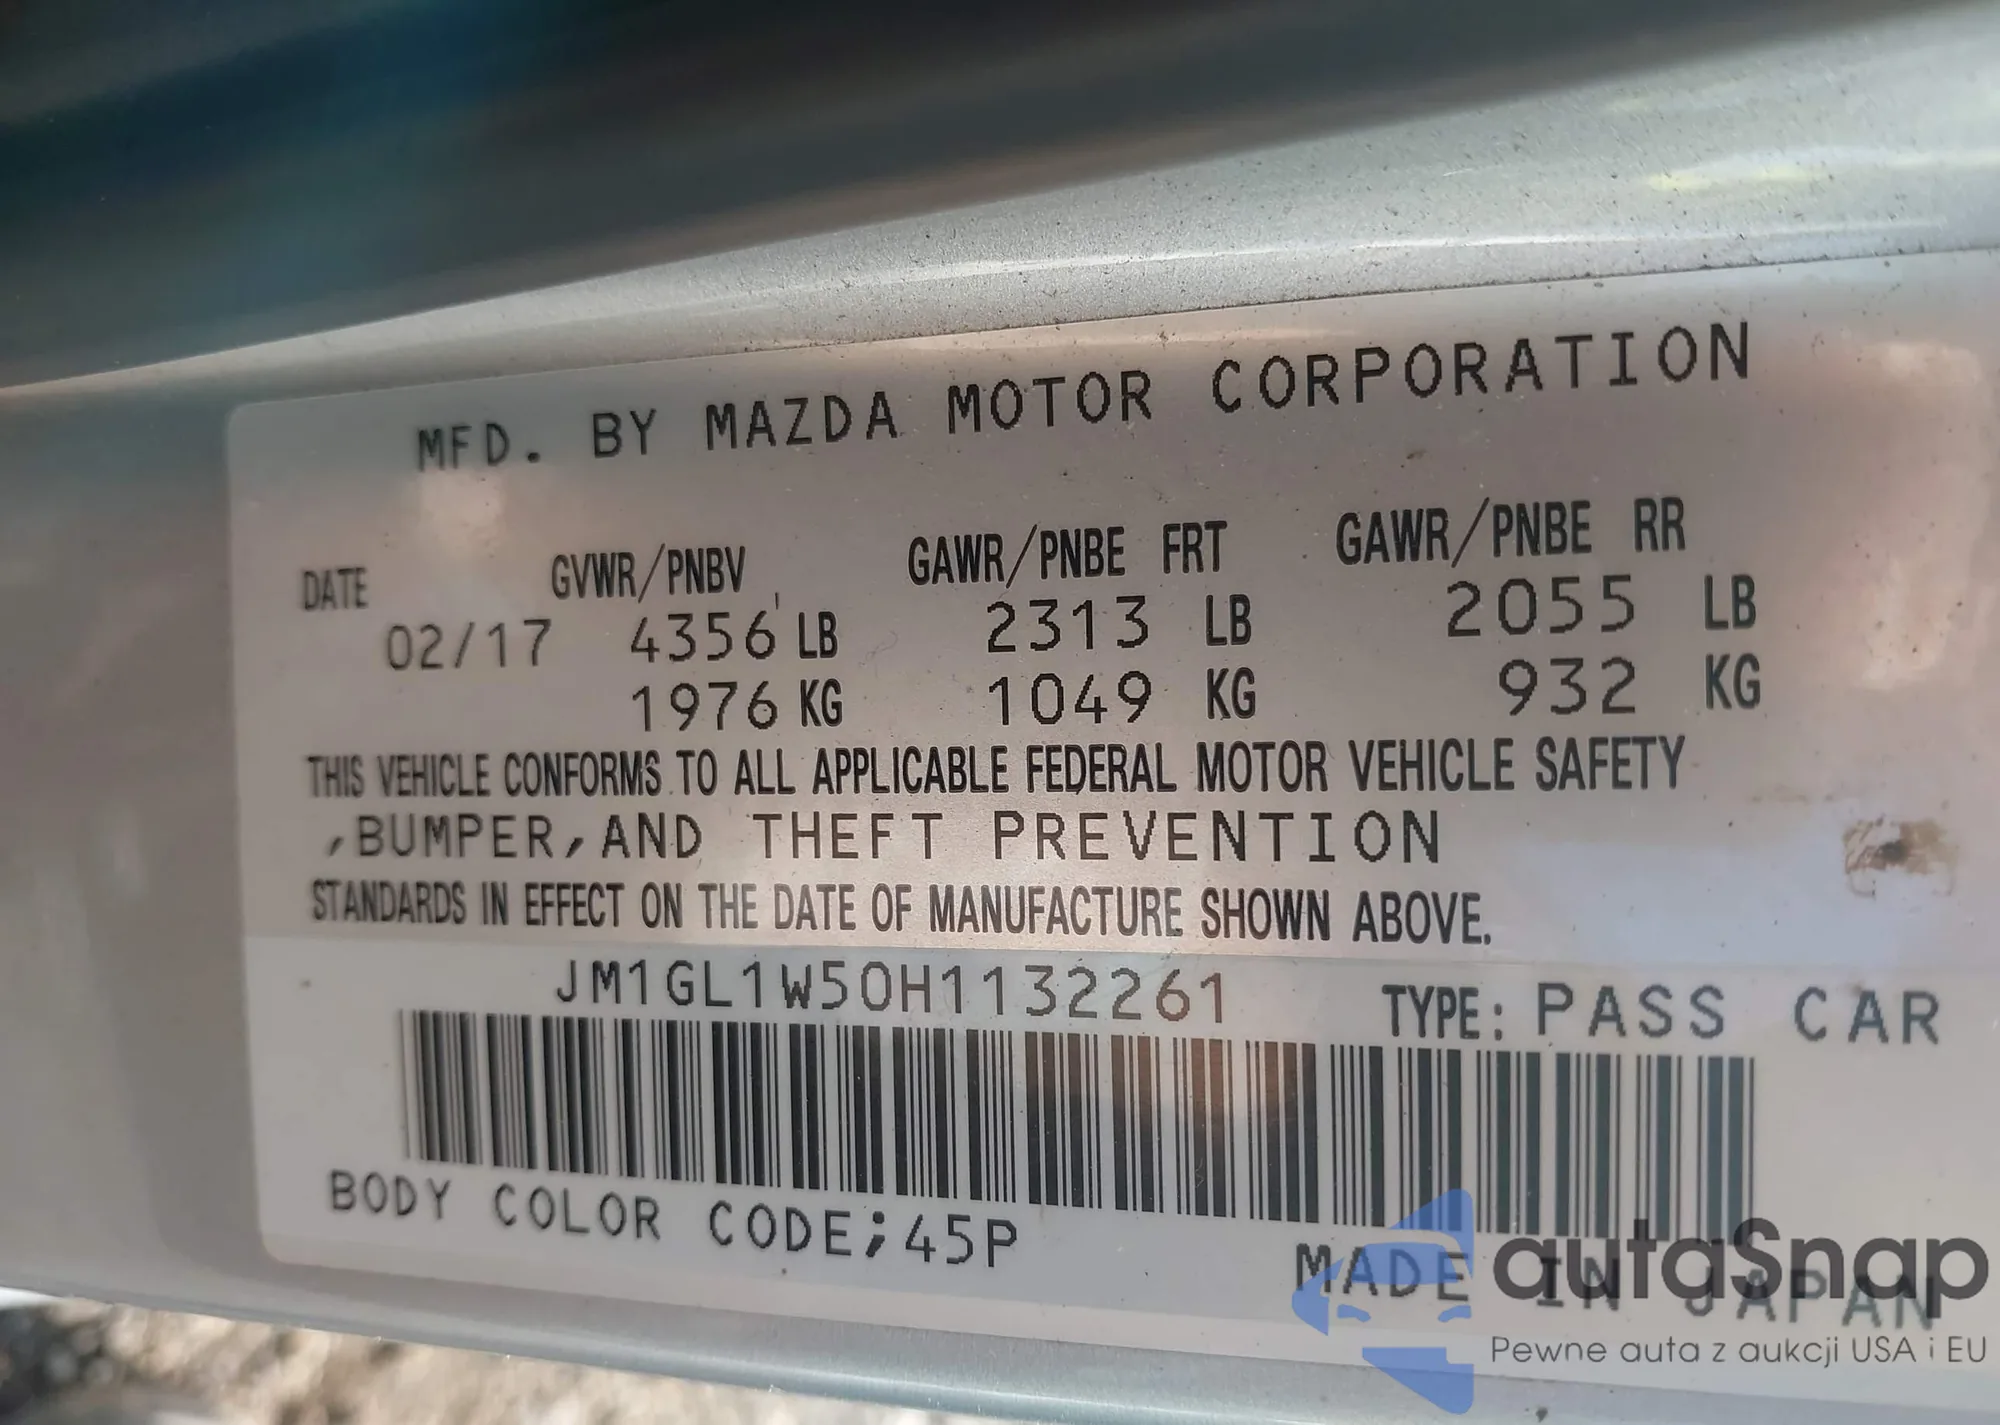 MFD. BY MAZDA MOTOR CORPORATION
DATE GVWR/PNBV GAWR/PNBE FRT GAWR/PNBE RR
02/17 4356 LB 2313 LB 2055 LB
1976 KG 1049 KG 932 KG
THIS VEHICLE CONFORMS TO ALL APPLICABLE FEDERAL MOTOR VEHICLE SAFETY
,BUMPER,AND THEFT PREVENTION
STANDARDS IN EFFECT ON THE DATE OF MANUFACTURE SHOWN ABOVE.
JM1GL1W50H1132261 TYPE: PASS CAR
BODY COLOR CODE;45P
MADE IN JAPAN
autaSnap
Pewne auta z aukcji USA i EU